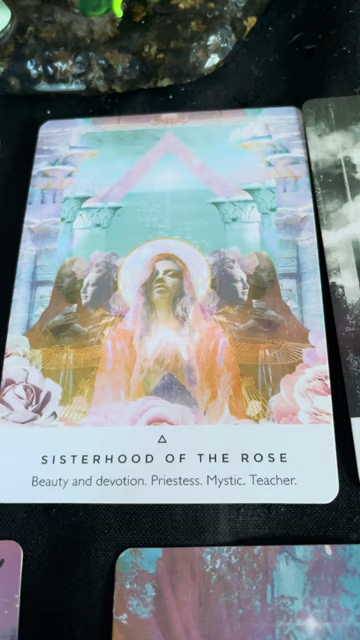 SISTERHOOD OF THE ROSE
Beauty and devotion. Priestess. Mystic. Teacher.